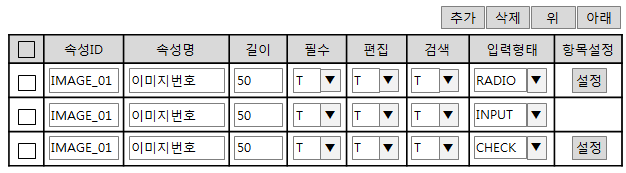 추가 삭제 위 아래
속성ID 속성명 길이 필수 편집 검색 입력형태 항목설정
IMAGE_01 이미지번호 50 T T T RADIO 설정
IMAGE_01 이미지번호 50 T T T INPUT
IMAGE_01 이미지번호 50 T T T CHECK 설정